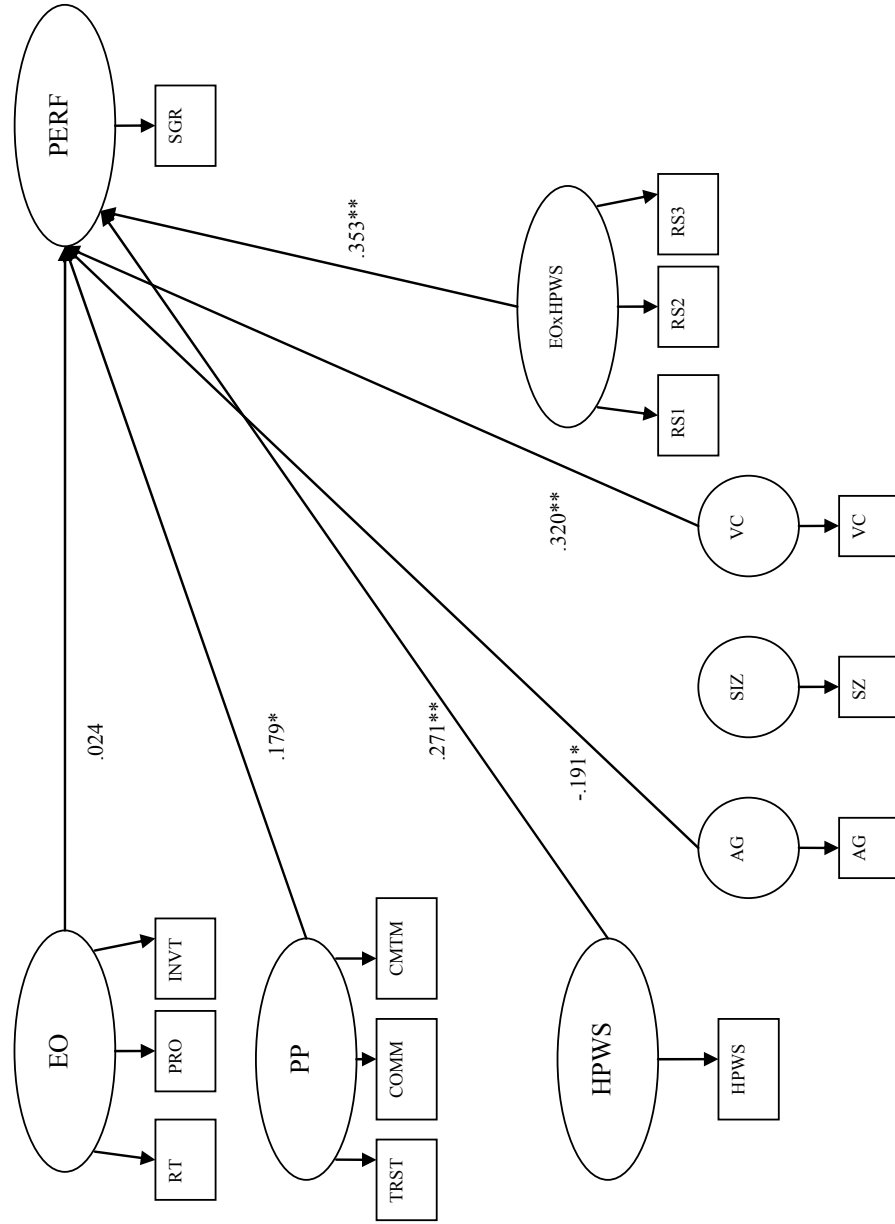 EO
RT
PRO
INVT
PP
TRST
COMM
CMTM
HPWS
HPWS
AG
AG
SIZ
SZ
VC
VC
EOxHPWS
RS1
RS2
RS3
PERF
SGR
.024
.179*
.271**
-.191*
.320**
.353**